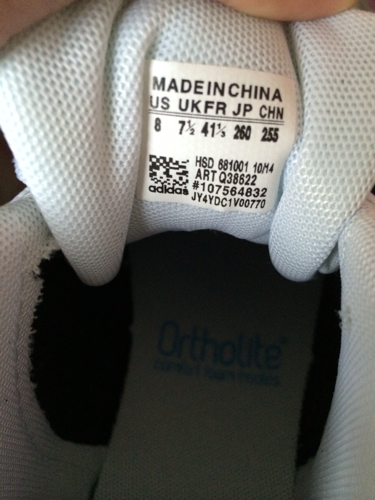 MADE IN CHINA
US UK FR JP CHN
8 7½ 41⅓ 260 255
HSD 681001 10/14
ART Q38622
#107564832
JY4YDC1V00770
adidas
Ortholite®
comfort